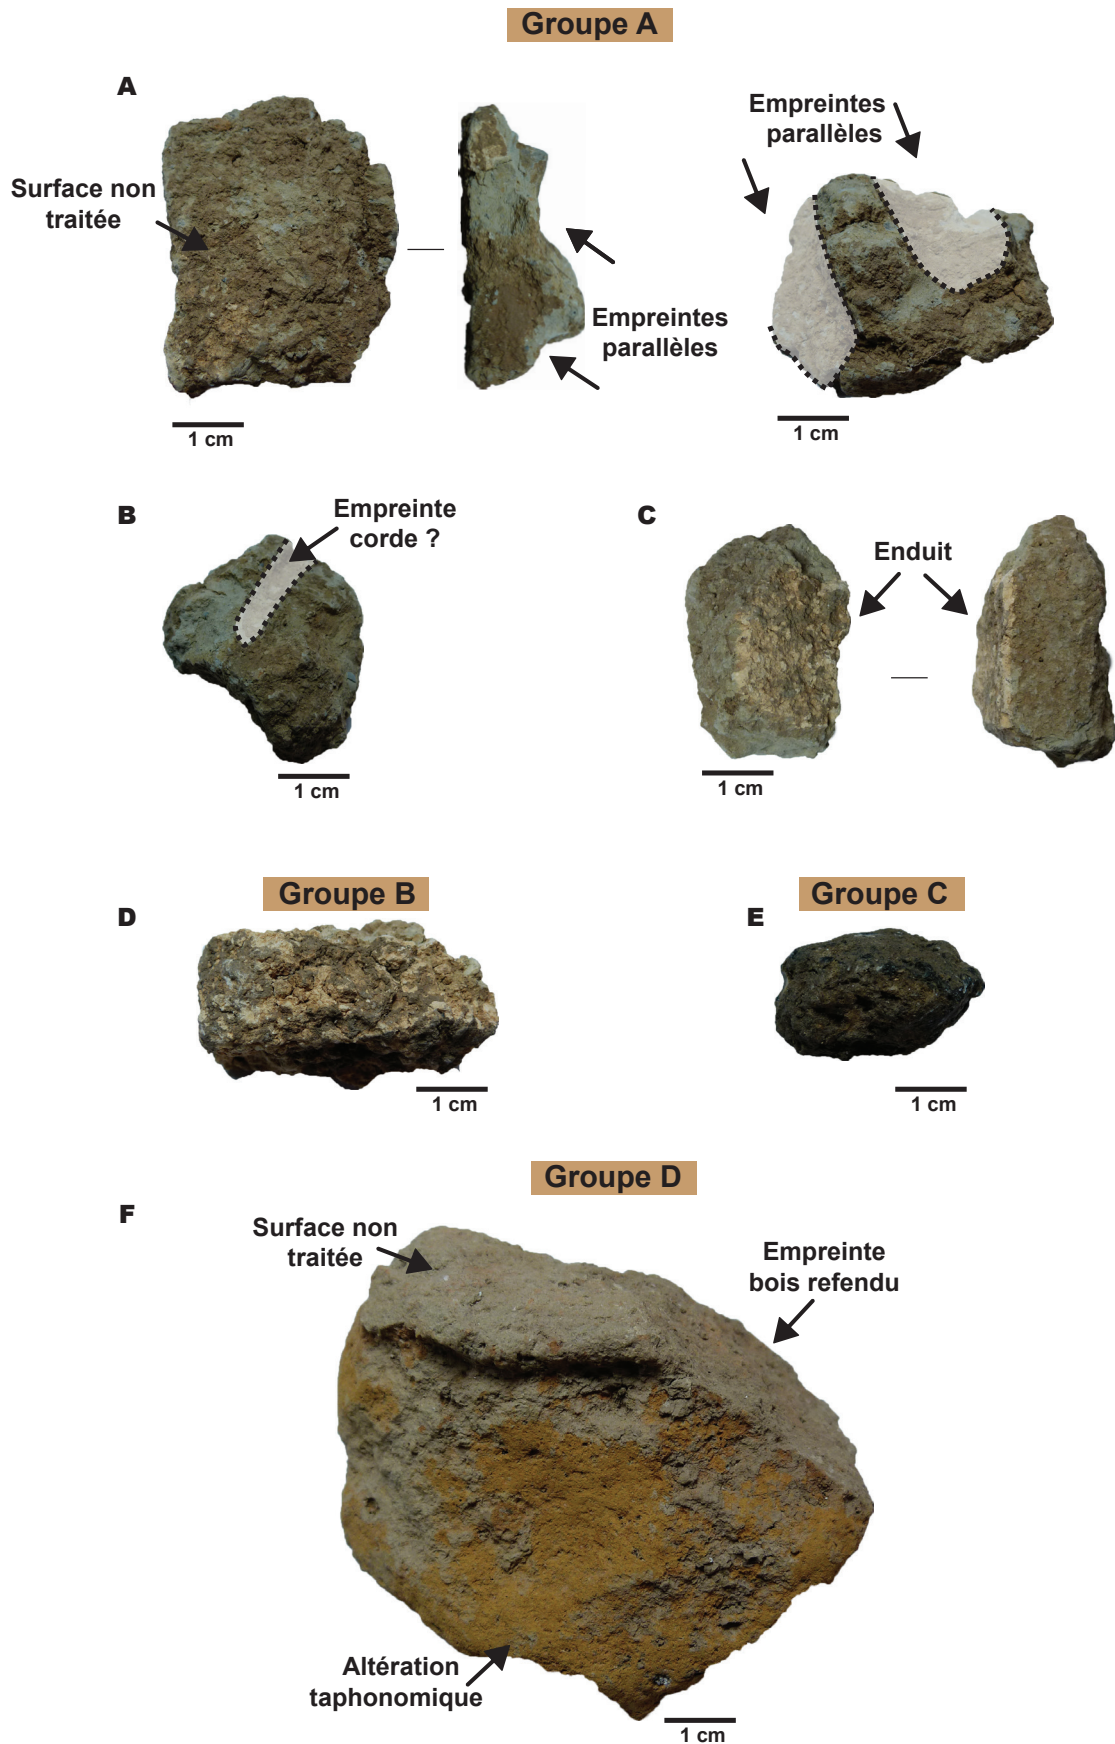 Groupe A
A
Surface non
traitée
Empreintes
parallèles
Empreintes
parallèles
1 cm
1 cm
B
Empreinte
corde ?
1 cm
C
Enduit
1 cm
Groupe B
D
1 cm
Groupe C
E
1 cm
Groupe D
F
Surface non
traitée
Empreinte
bois refendu
Altération
taphonomique
1 cm